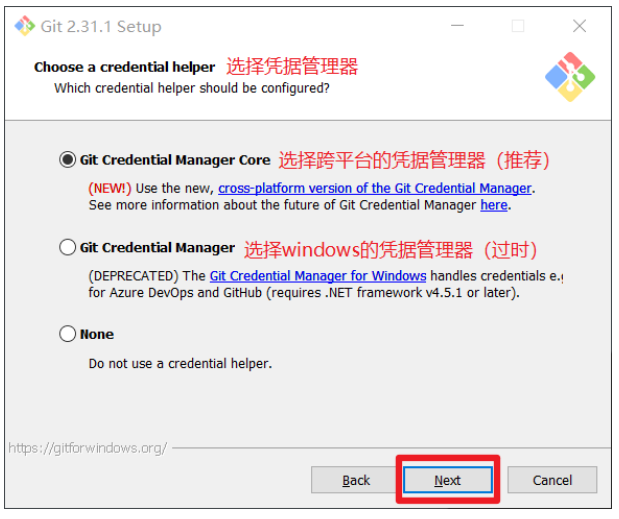 Git 2.31.1 Setup
Choose a credential helper 选择凭据管理器
Which credential helper should be configured?
Git Credential Manager Core 选择跨平台的凭据管理器（推荐）
(NEW!) Use the new, cross-platform version of the Git Credential Manager.
See more information about the future of Git Credential Manager here.
Git Credential Manager 选择windows的凭据管理器（过时）
(DEPRECATED) The Git Credential Manager for Windows handles credentials e.g
for Azure DevOps and GitHub (requires .NET framework v4.5.1 or later).
None
Do not use a credential helper.
https://gitforwindows.org/
Back Next Cancel